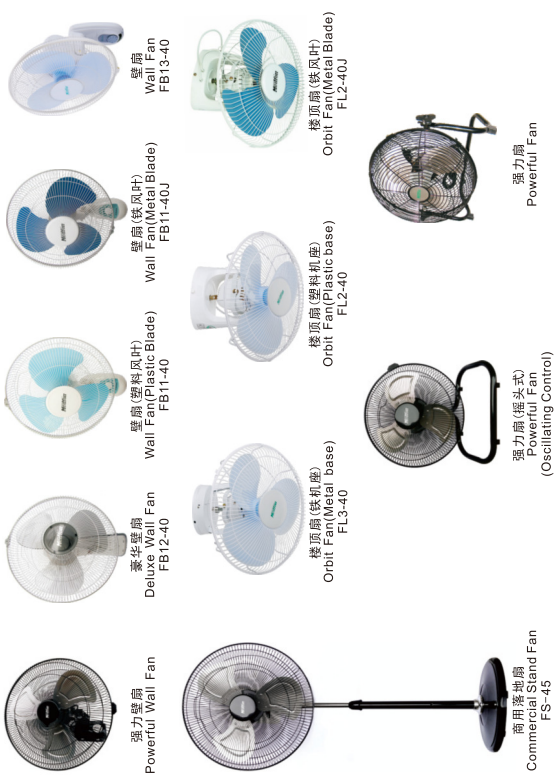 强力壁扇
Powerful Wall Fan
豪华壁扇
Deluxe Wall Fan
FB12-40
壁扇(塑料风叶)
Wall Fan(Plastic Blade)
FB11-40
壁扇(铁风叶)
Wall Fan(Metal Blade)
FB11-40J
壁扇
Wall Fan
FB13-40
楼顶扇(铁机座)
Orbit Fan(Metal base)
FL3-40
楼顶扇(塑料机座)
Orbit Fan(Plastic base)
FL2-40
楼顶扇(铁风叶)
Orbit Fan(Metal Blade)
FL2-40J
商用落地扇
Commercial Stand Fan
FS-45
强力扇(摇头式)
Powerful Fan
(Oscillating Control)
强力扇
Powerful Fan